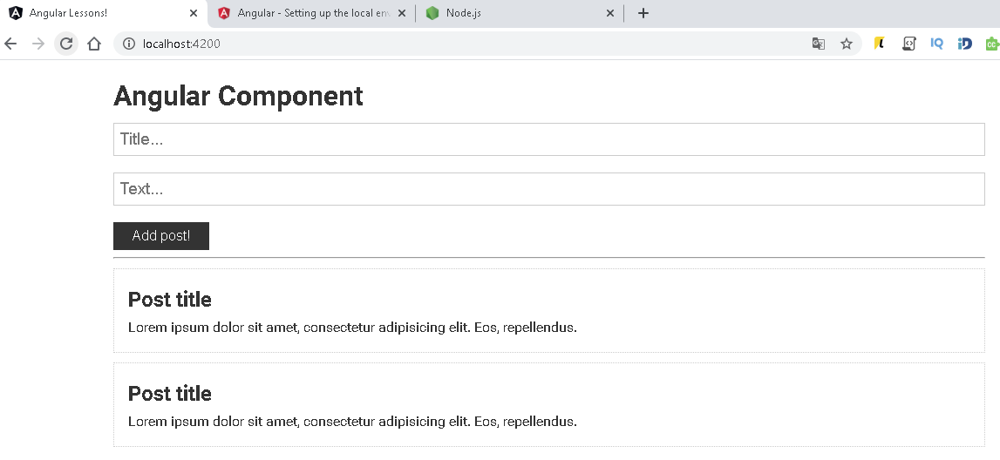 Angular Lessons!
Angular - Setting up the local env
Node.js
localhost:4200
Angular Component
Title...
Text...
Add post!
Post title
Lorem ipsum dolor sit amet, consectetur adipisicing elit. Eos, repellendus.
Post title
Lorem ipsum dolor sit amet, consectetur adipisicing elit. Eos, repellendus.